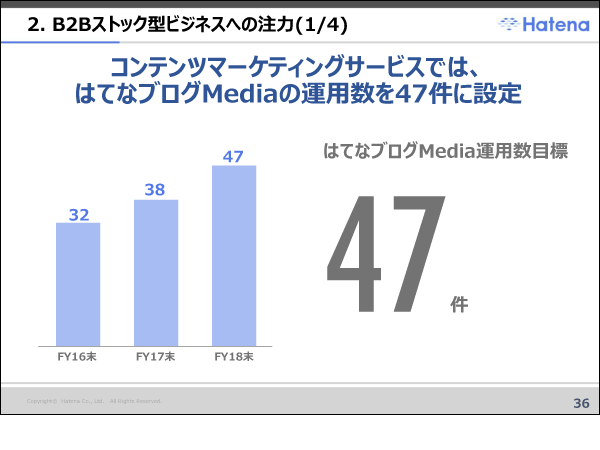 2. B2Bストック型ビジネスへの注力(1/4)
Hatena
コンテンツマーケティングサービスでは、
はてなブログMediaの運用数を47件に設定
はてなブログMedia運用数目標
47
38
32
47
件
FY16末
FY17末
FY18末
Copyright© Hatena Co., Ltd. All Rights Reserved.
36